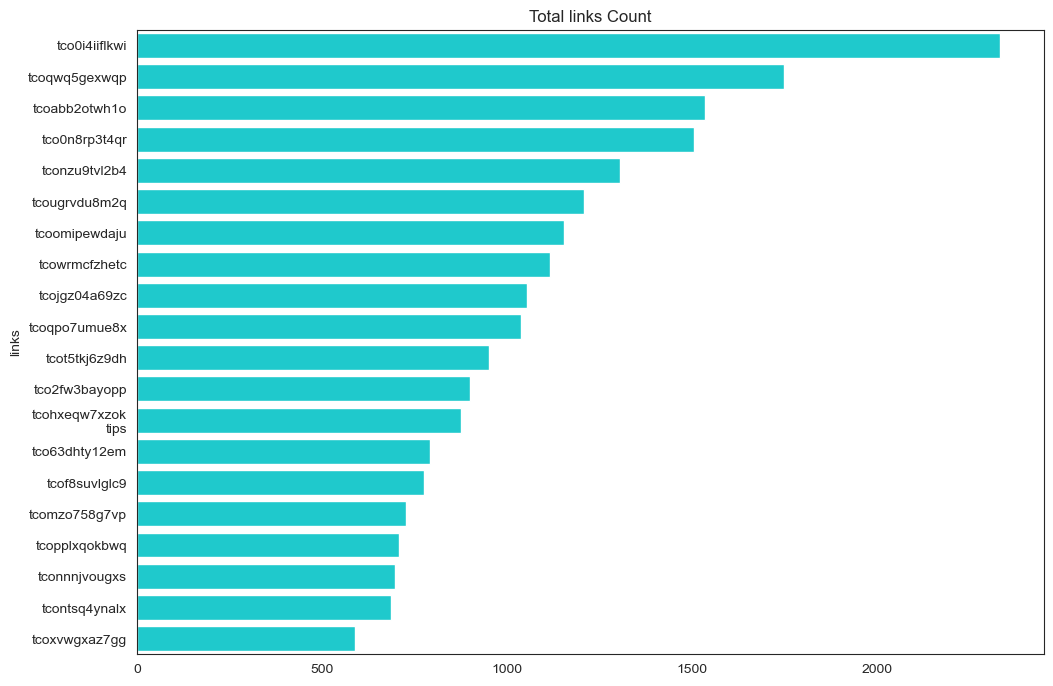 Total links Count
links
tco0i4iiflkwi
tcoqwq5gexwqp
tcoabb2otwh1o
tco0n8rp3t4qr
tconzu9tvl2b4
tcougrvdu8m2q
tcoomipewdaju
tcowrmcfzhetc
tcojgz04a69zc
tcoqpo7umue8x
tcot5tkj6z9dh
tco2fw3bayopp
tcohxeqw7xzok
tips
tco63dhty12em
tcof8suvlglc9
tcomzo758g7vp
tcopplxqokbwq
tconnnjvougxs
tcontsq4ynalx
tcoxvwgxaz7gg
0 500 1000 1500 2000